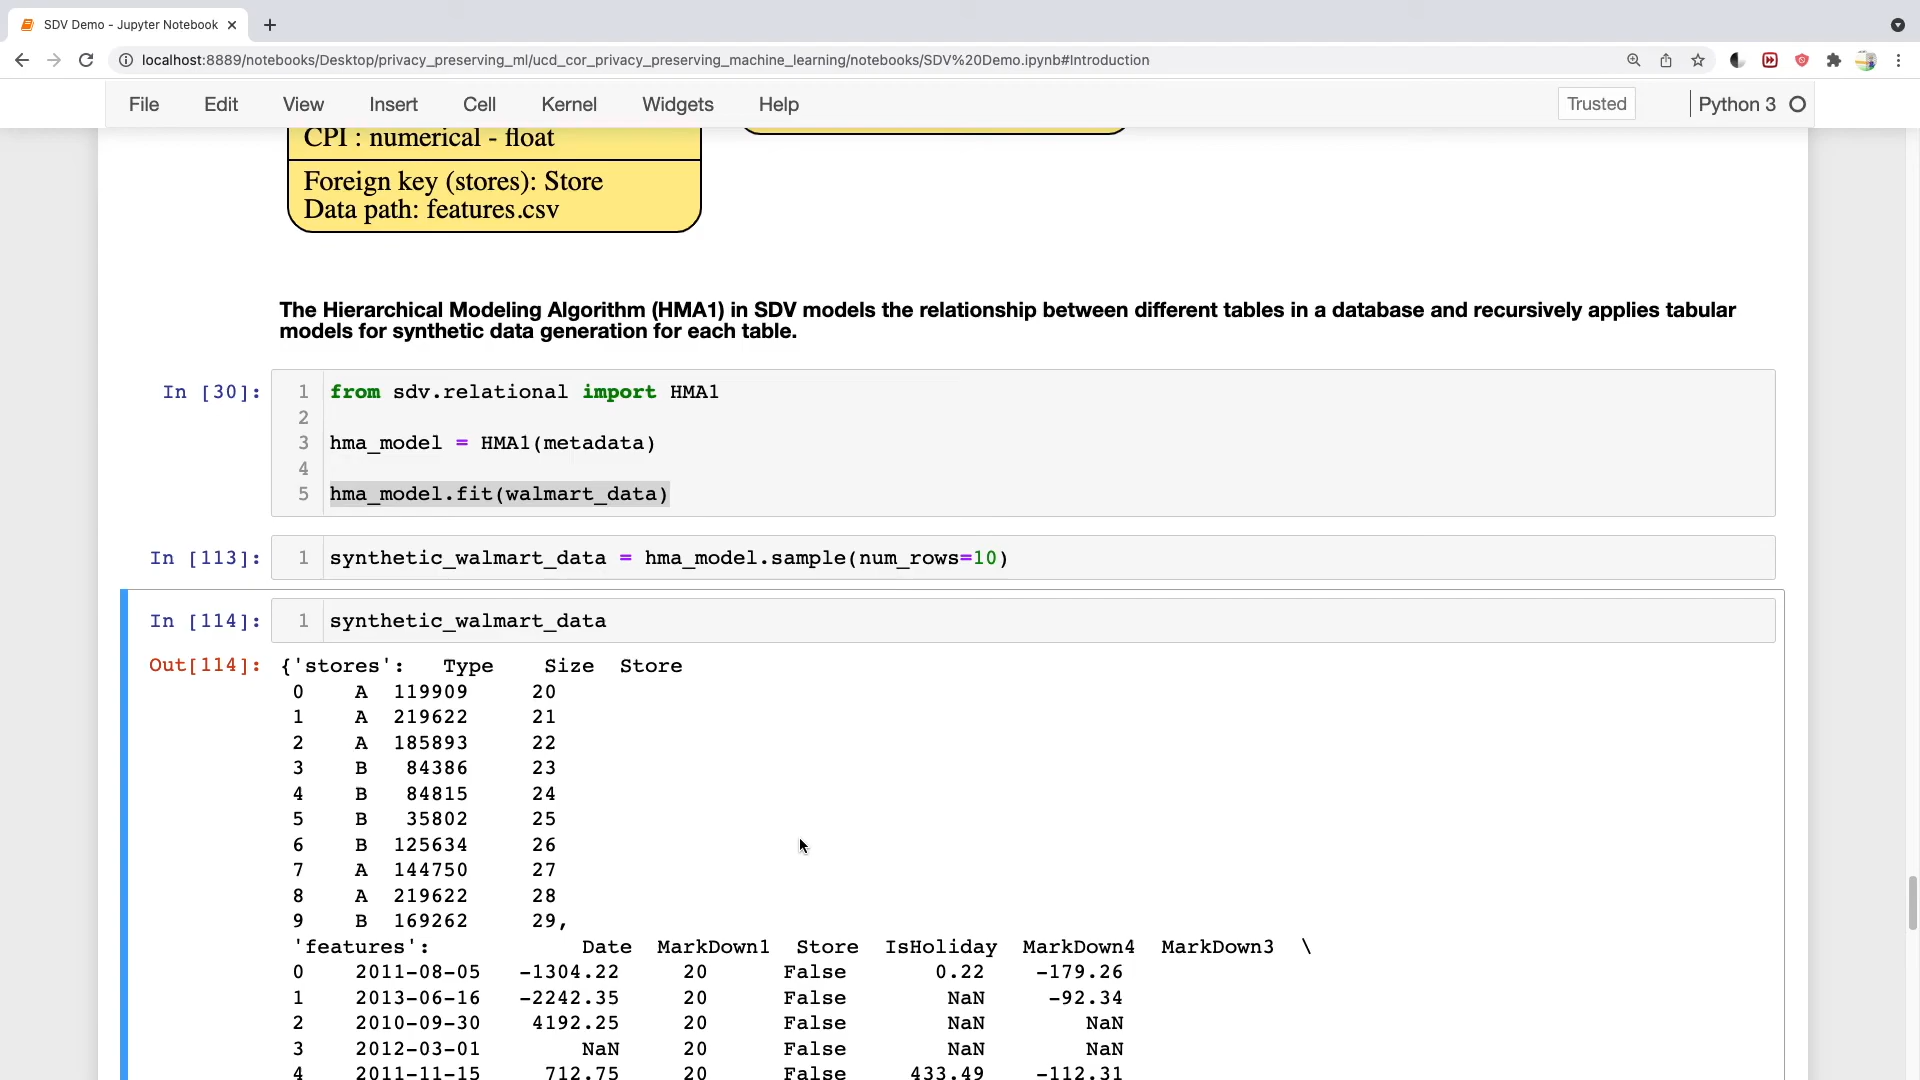 SDV Demo - Jupyter Notebook
localhost:8889/notebooks/Desktop/privacy_preserving_ml/ucd_cor_privacy_preserving_machine_learning/notebooks/SDV%20Demo.ipynb#Introduction
File Edit View Insert Cell Kernel Widgets Help Trusted Python 3
CPI : numerical - float
Foreign key (stores): Store
Data path: features.csv
The Hierarchical Modeling Algorithm (HMA1) in SDV models the relationship between different tables in a database and recursively applies tabular
models for synthetic data generation for each table.
In [30]: 1 from sdv.relational import HMA1
2
3 hma_model = HMA1(metadata)
4
5 hma_model.fit(walmart_data)
In [113]: 1 synthetic_walmart_data = hma_model.sample(num_rows=10)
In [114]: 1 synthetic_walmart_data
Out[114]: {'stores': Type Size Store
0 A 119909 20
1 A 219622 21
2 A 185893 22
3 B 84386 23
4 B 84815 24
5 B 35802 25
6 B 125634 26
7 A 144750 27
8 A 219622 28
9 B 169262 29,
'features': Date MarkDown1 Store IsHoliday MarkDown4 MarkDown3 \
0 2011-08-05 -1304.22 20 False 0.22 -179.26
1 2013-06-16 -2242.35 20 False NaN -92.34
2 2010-09-30 4192.25 20 False NaN NaN
3 2012-03-01 NaN 20 False NaN NaN
4 2011-11-15 712.75 20 False 433.49 -112.31